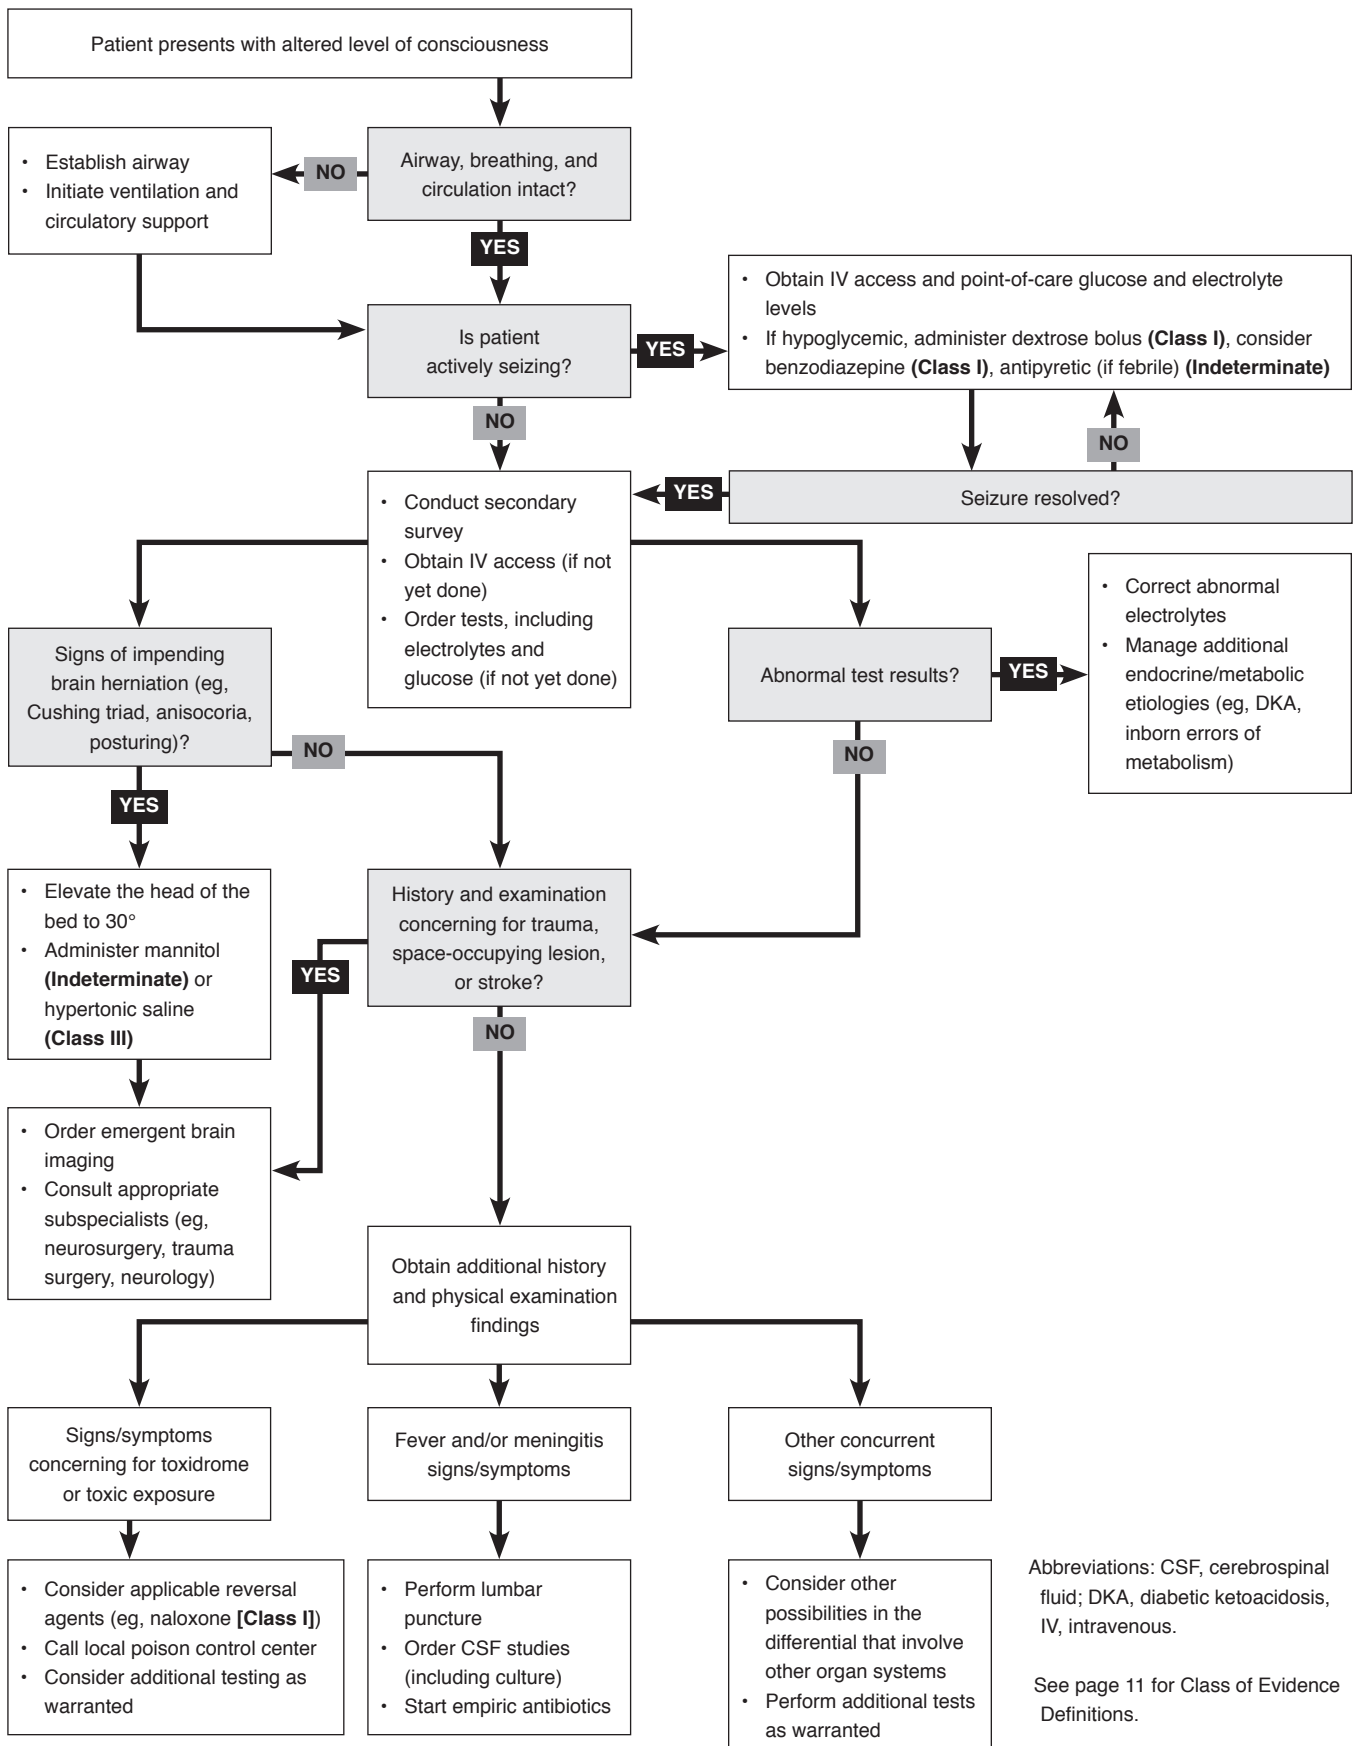 Patient presents with altered level of consciousness
• Establish airway
• Initiate ventilation and
circulatory support
NO
Airway, breathing, and
circulation intact?
YES
Is patient
actively seizing?
YES
• Obtain IV access and point-of-care glucose and electrolyte
levels
• If hypoglycemic, administer dextrose bolus (Class I), consider
benzodiazepine (Class I), antipyretic (if febrile) (Indeterminate)
NO
NO
YES
Seizure resolved?
• Conduct secondary
survey
• Obtain IV access (if not
yet done)
• Order tests, including
electrolytes and
glucose (if not yet done)
Signs of impending
brain herniation (eg,
Cushing triad, anisocoria,
posturing)?
Abnormal test results?
YES
• Correct abnormal
electrolytes
• Manage additional
endocrine/metabolic
etiologies (eg, DKA,
inborn errors of
metabolism)
NO
NO
YES
• Elevate the head of the
bed to 30°
• Administer mannitol
(Indeterminate) or
hypertonic saline
(Class III)
History and examination
concerning for trauma,
space-occupying lesion,
or stroke?
YES
NO
• Order emergent brain
imaging
• Consult appropriate
subspecialists (eg,
neurosurgery, trauma
surgery, neurology)
Obtain additional history
and physical examination
findings
Signs/symptoms
concerning for toxidrome
or toxic exposure
Fever and/or meningitis
signs/symptoms
Other concurrent
signs/symptoms
• Consider applicable reversal
agents (eg, naloxone [Class I])
• Call local poison control center
• Consider additional testing as
warranted
• Perform lumbar
puncture
• Order CSF studies
(including culture)
• Start empiric antibiotics
• Consider other
possibilities in the
differential that involve
other organ systems
• Perform additional tests
as warranted
Abbreviations: CSF, cerebrospinal
fluid; DKA, diabetic ketoacidosis,
IV, intravenous.
See page 11 for Class of Evidence
Definitions.